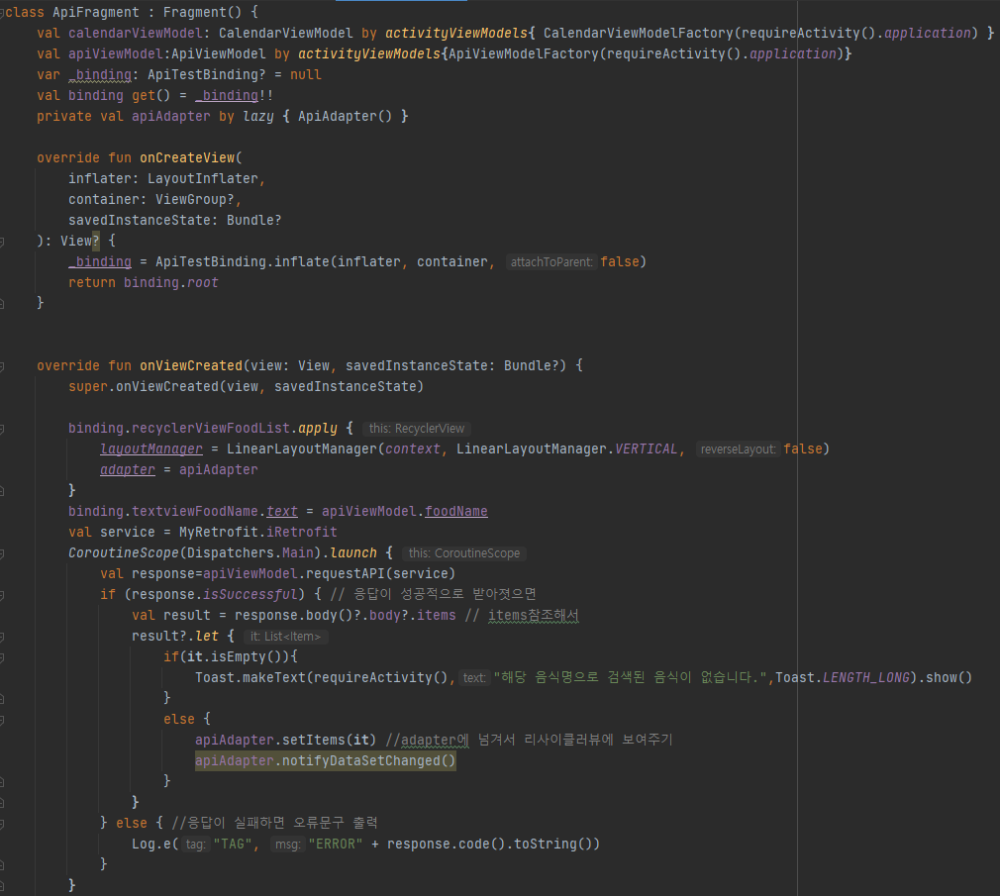 class ApiFragment : Fragment() {
val calendarViewModel: CalendarViewModel by activityViewModels{ CalendarViewModelFactory(requireActivity().application) }
val apiViewModel:ApiViewModel by activityViewModels{ApiViewModelFactory(requireActivity().application)}
var _binding: ApiTestBinding? = null
val binding get() = _binding!!
private val apiAdapter by lazy { ApiAdapter() }
override fun onCreateView(
inflater: LayoutInflater,
container: ViewGroup?,
savedInstanceState: Bundle?
): View? {
_binding = ApiTestBinding.inflate(inflater, container, attachToParent: false)
return binding.root
}
override fun onViewCreated(view: View, savedInstanceState: Bundle?) {
super.onViewCreated(view, savedInstanceState)
binding.recyclerViewFoodList.apply { this: RecyclerView
layoutManager = LinearLayoutManager(context, LinearLayoutManager.VERTICAL, reverseLayout: false)
adapter = apiAdapter
}
binding.textviewFoodName.text = apiViewModel.foodName
val service = MyRetrofit.iRetrofit
CoroutineScope(Dispatchers.Main).launch { this: CoroutineScope
val response=apiViewModel.requestAPI(service)
if (response.isSuccessful) { // 응답이 성공적으로 받아졋으면
val result = response.body()?.body?.items // items참조해서
result?.let { it: List<Item>
if(it.isEmpty()){
Toast.makeText(requireActivity(), text: "해당 음식명으로 검색된 음식이 없습니다.",Toast.LENGTH_LONG).show()
}
else {
apiAdapter.setItems(it) //adapter에 넘겨서 리사이클러뷰에 보여주기
apiAdapter.notifyDataSetChanged()
}
}
} else { //응답이 실패하면 오류문구 출력
Log.e( tag: "TAG", msg: "ERROR" + response.code().toString())
}
}